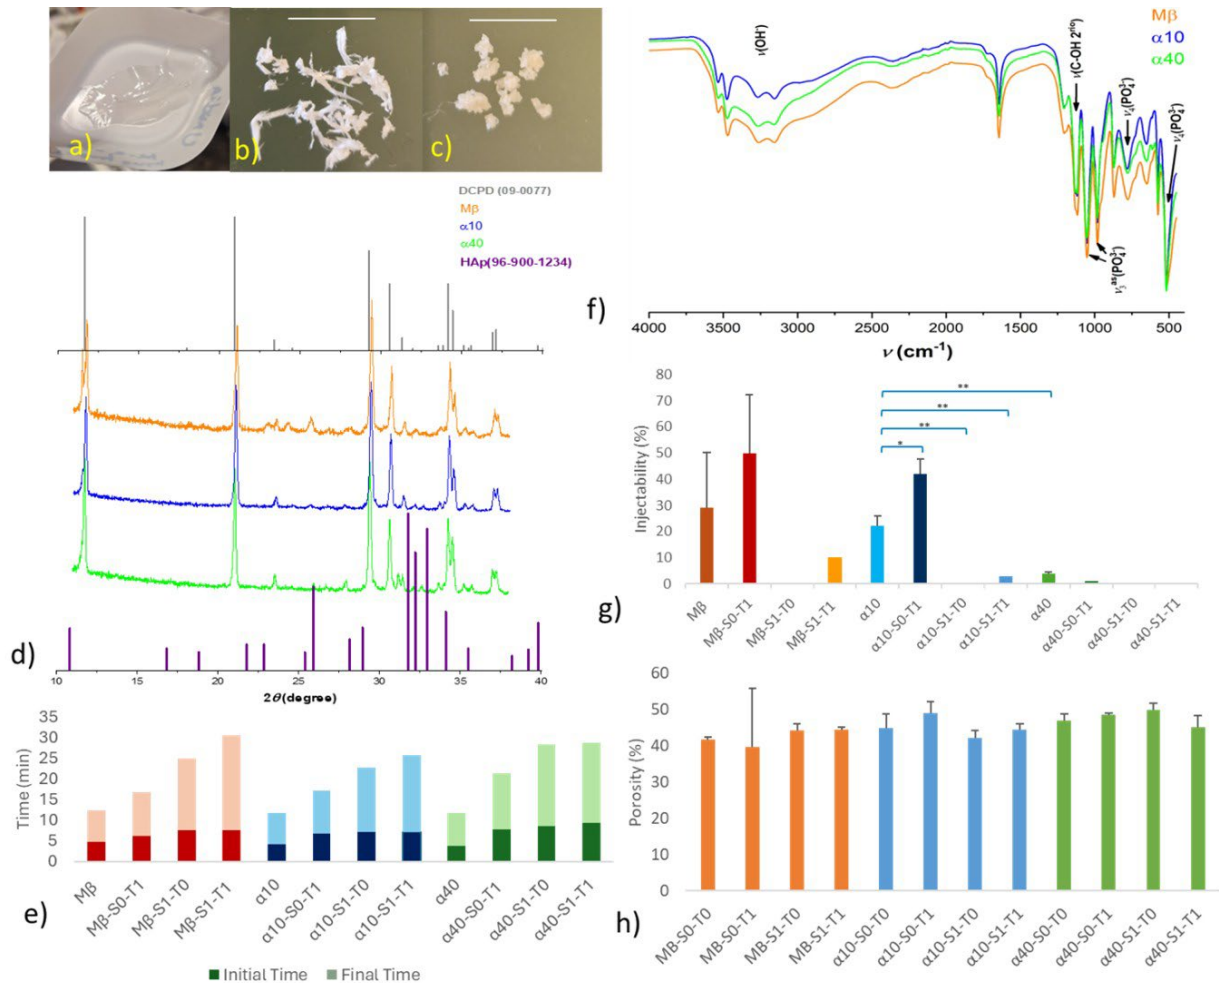 a)
b)
c)
DCPD (09-0077)
Mβ
α10
α40
HAp(96-900-1234)
d)
10 15 20 25 30 35 40
2θ(degree)
Mβ
α10
α40
ν(OH)
ν(C-OH 2rio)
f)
4000 3500 3000 2500 2000 1500 1000 500
ν (cm-1)
80
70
60
50
40
30
20
10
0
Injectability (%)
**
**
**
*
g)
Mβ
Mβ-S0-T1
Mβ-S1-T0
Mβ-S1-T1
α10
α10-S0-T1
α10-S1-T0
α10-S1-T1
α40
α40-S0-T1
α40-S1-T0
α40-S1-T1
35
30
25
20
15
10
5
0
Time (min)
e)
Mβ
Mβ-S0-T1
Mβ-S1-T0
Mβ-S1-T1
α10
α10-S0-T1
α10-S1-T0
α10-S1-T1
α40
α40-S0-T1
α40-S1-T0
α40-S1-T1
Initial Time Final Time
60
50
40
30
20
10
0
Porosity (%)
h)
MB-S0-T0
MB-S0-T1
MB-S1-T0
MB-S1-T1
α10-S0-T0
α10-S0-T1
α10-S1-T0
α10-S1-T1
α40-S0-T0
α40-S0-T1
α40-S1-T0
α40-S1-T1